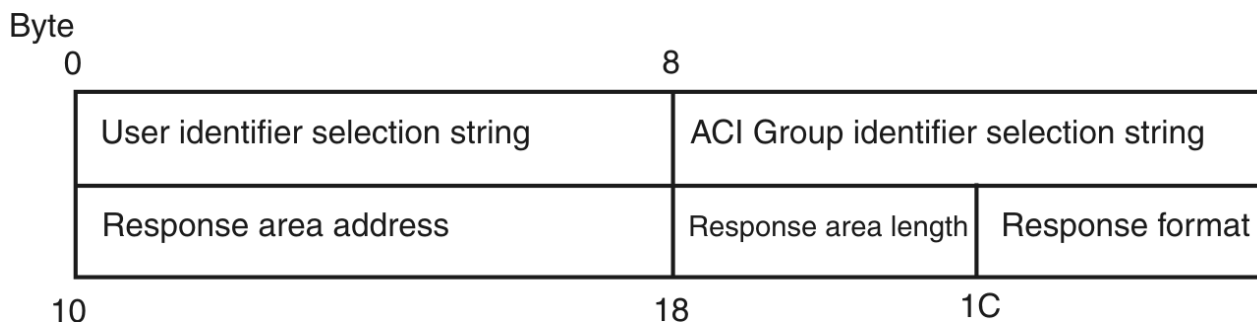 Byte
0 8
User identifier selection string ACI Group identifier selection string
Response area address Response area length Response format
10 18 1C